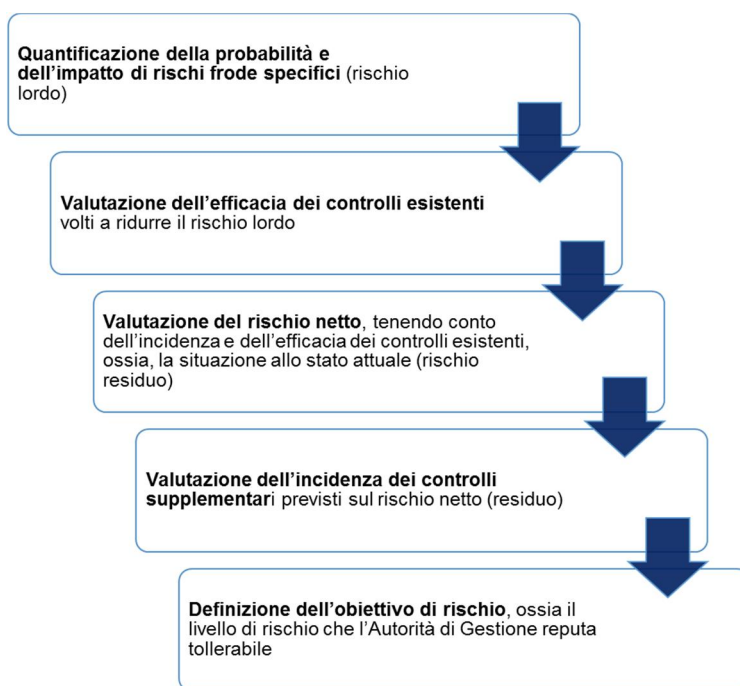 Quantificazione della probabilità e
dell'impatto di rischi frode specifici (rischio
lordo)
Valutazione dell'efficacia dei controlli esistenti
volti a ridurre il rischio lordo
Valutazione del rischio netto, tenendo conto
dell'incidenza e dell'efficacia dei controlli esistenti,
ossia, la situazione allo stato attuale (rischio
residuo)
Valutazione dell'incidenza dei controlli
supplementari previsti sul rischio netto (residuo)
Definizione dell'obiettivo di rischio, ossia il
livello di rischio che l'Autorità di Gestione reputa
tollerabile